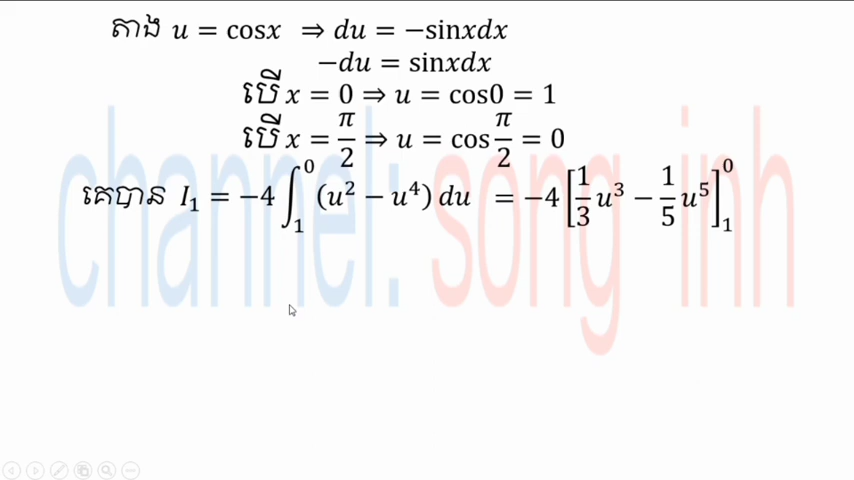 តាង u = cosx ⇒ du = −sinxdx
−du = sinxdx
បើ x = 0 ⇒ u = cos0 = 1
បើ x = π/2 ⇒ u = cos π/2 = 0
គេបាន I₁ = −4 ∫₁⁰ (u² − u⁴) du = −4 [1/3 u³ − 1/5 u⁵]₁⁰
channel: song inh